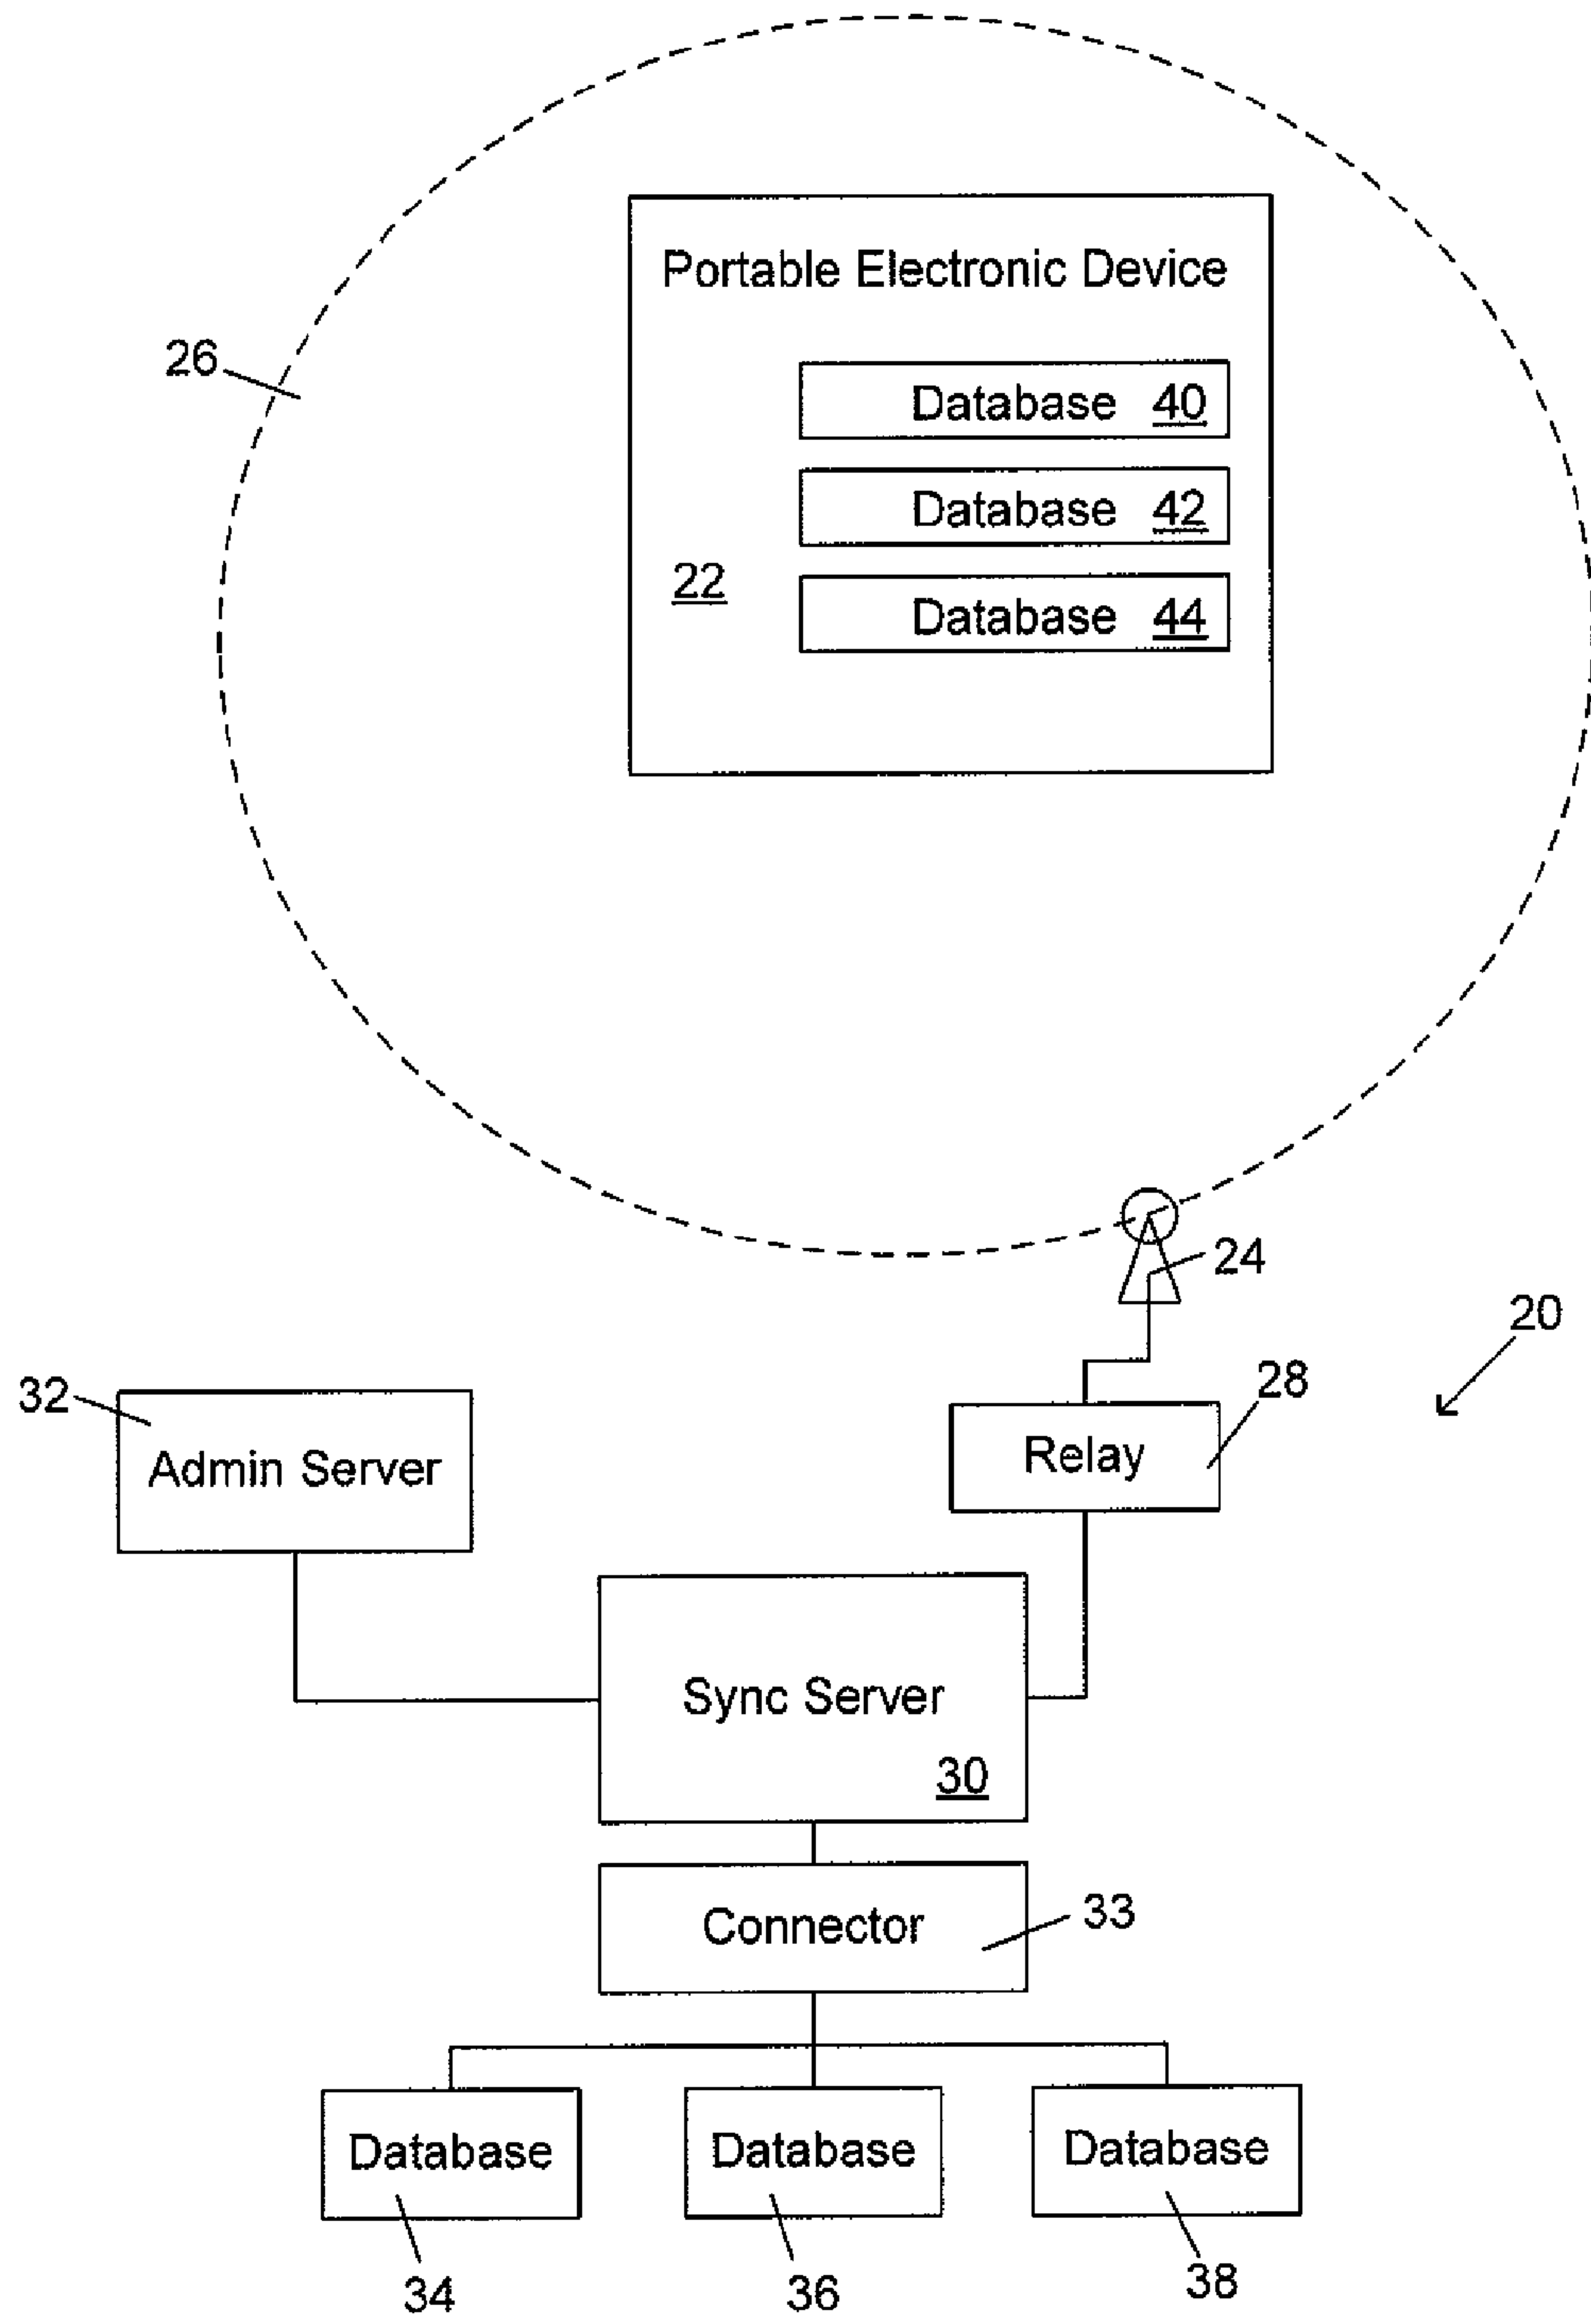 Portable Electronic Device
26
Database 40
Database 42
22
Database 44
24
20
32
28
Admin Server
Relay
Sync Server
30
Connector
33
Database
Database
Database
34
36
38